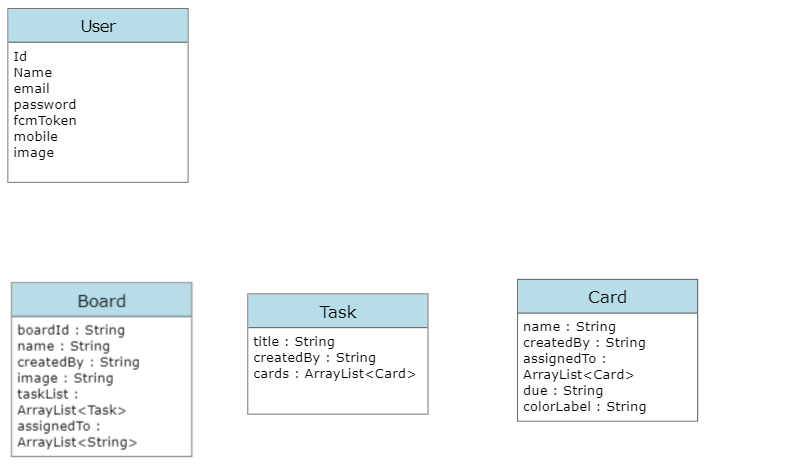 User
Id
Name
email
password
fcmToken
mobile
image
Board
boardId : String
name : String
createdBy : String
image : String
taskList :
ArrayList<Task>
assignedTo :
ArrayList<String>
Task
title : String
createdBy : String
cards : ArrayList<Card>
Card
name : String
createdBy : String
assignedTo :
ArrayList<Card>
due : String
colorLabel : String